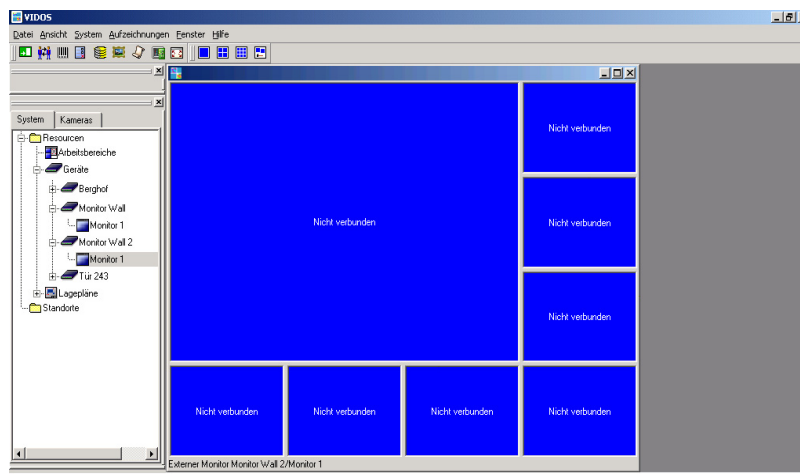 VIDOS
Datei Ansicht System Aufzeichnungen Fenster Hilfe
System Kameras
Resourcen
Arbeitsbereiche
Geräte
Berghof
Monitor Wall
Monitor 1
Monitor Wall 2
Monitor 1
Tür 243
Lagepläne
Standorte
Nicht verbunden
Nicht verbunden
Nicht verbunden
Nicht verbunden
Nicht verbunden Nicht verbunden Nicht verbunden Nicht verbunden
Externer Monitor Monitor Wall 2/Monitor 1